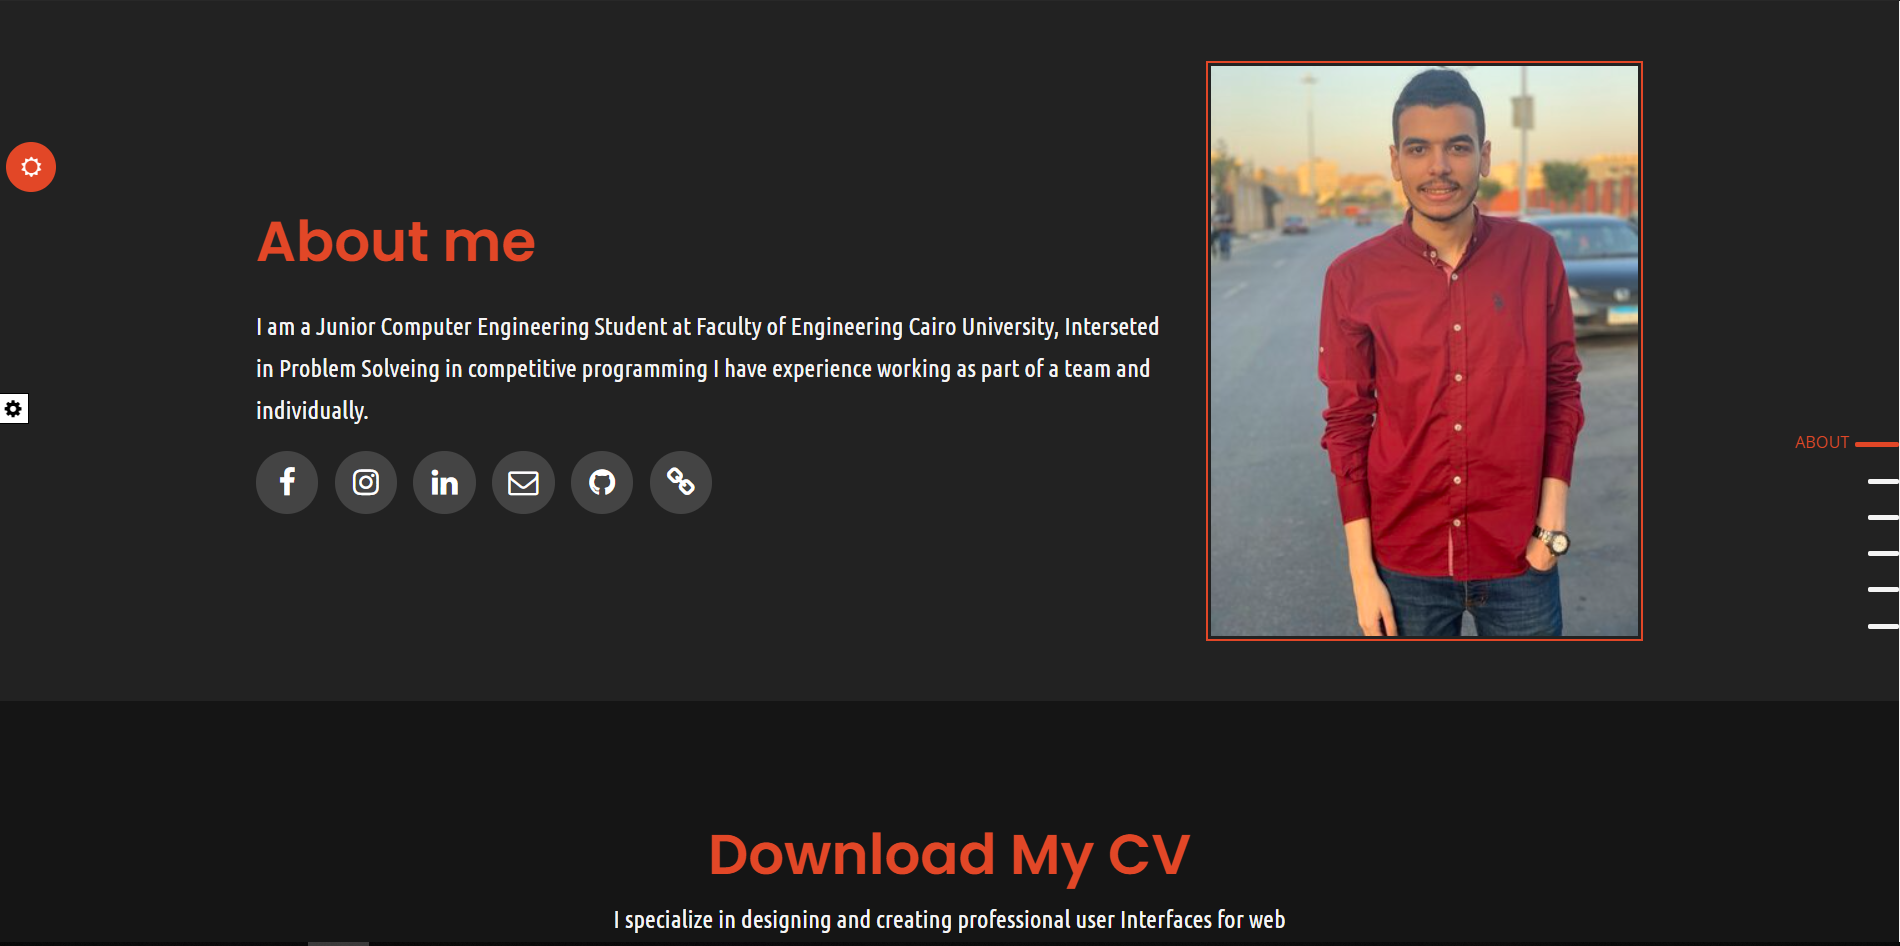 About me
I am a Junior Computer Engineering Student at Faculty of Engineering Cairo University, Interseted
in Problem Solveing in competitive programming I have experience working as part of a team and
individually.
ABOUT
Download My CV
I specialize in designing and creating professional user Interfaces for web